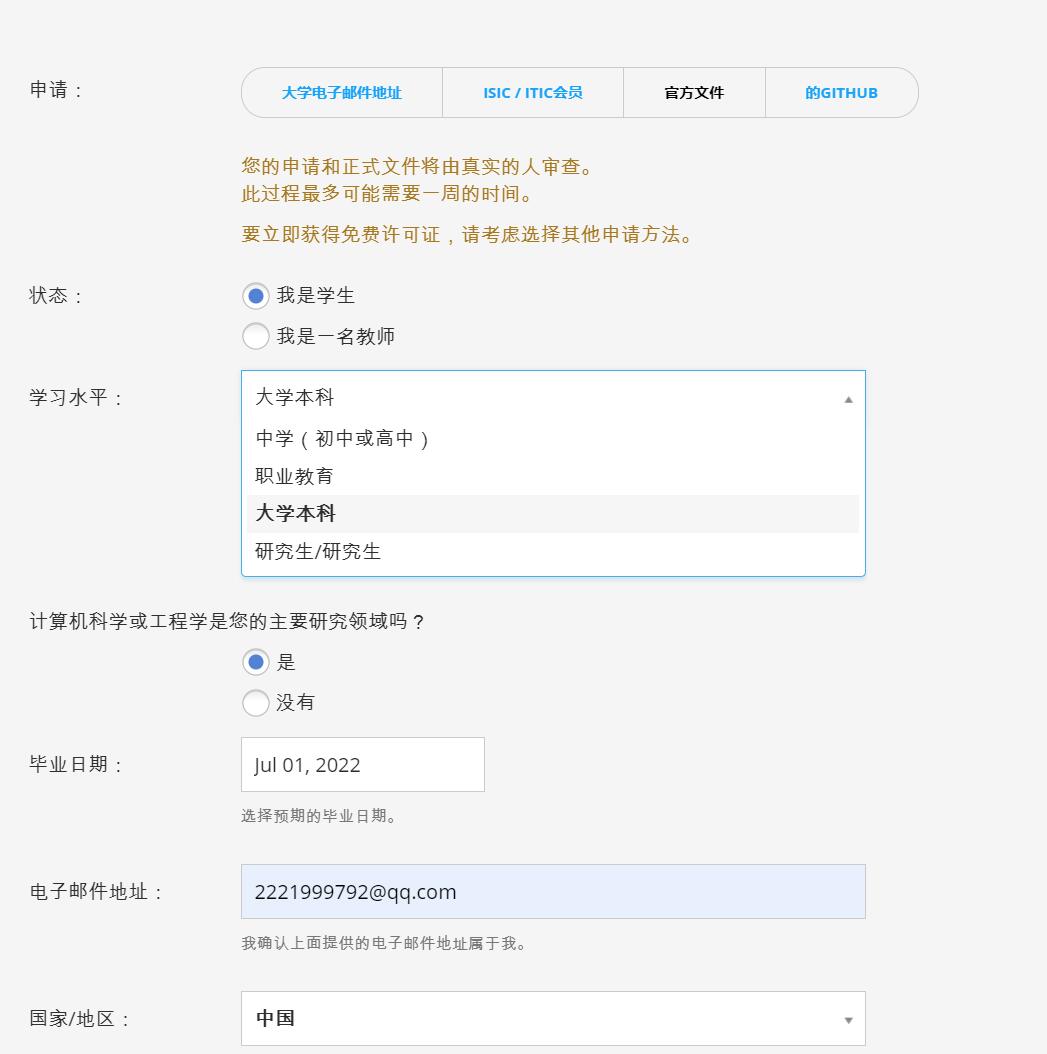 申请：
大学电子邮件地址
ISIC / ITIC会员
官方文件
的GITHUB
您的申请和正式文件将由真实的人审查。
此过程最多可能需要一周的时间。
要立即获得免费许可证，请考虑选择其他申请方法。
状态：
我是学生
我是一名教师
学习水平：
大学本科
中学（初中或高中）
职业教育
大学本科
研究生/研究生
计算机科学或工程学是您的主要研究领域吗？
是
没有
毕业日期：
Jul 01, 2022
选择预期的毕业日期。
电子邮件地址：
2221999792@qq.com
我确认上面提供的电子邮件地址属于我。
国家/地区：
中国